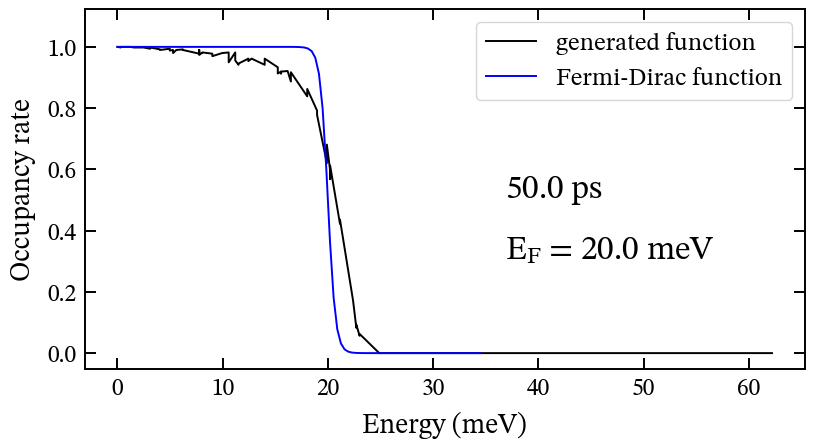 generated function
Fermi-Dirac function
1.0
0.8
0.6
0.4
0.2
0.0
Occupancy rate
50.0 ps
E_F = 20.0 meV
0 10 20 30 40 50 60
Energy (meV)